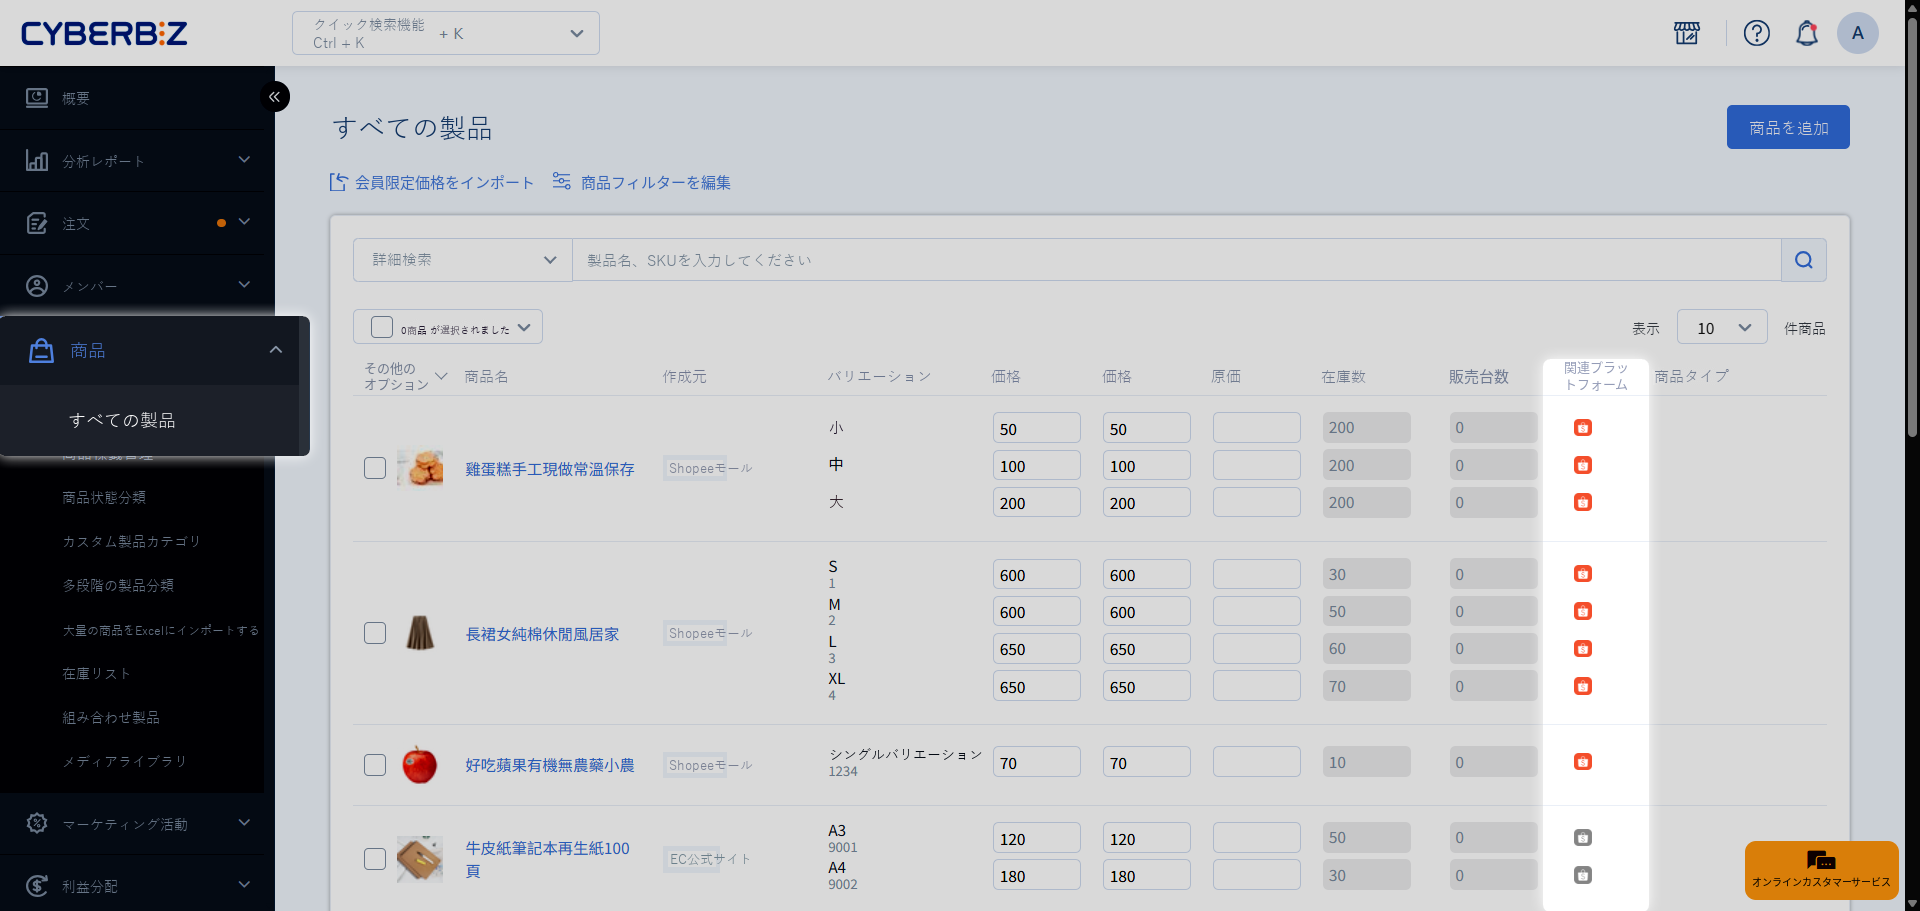 CYBERBIZ
クイック検索機能
Ctrl + K
+ K
A
概要
分析レポート
注文
メンバー
商品
すべての製品
商品状態分類
カスタム製品カテゴリ
多段階の製品分類
大量の商品をExcelにインポートする
在庫リスト
組み合わせ製品
メディアライブラリ
マーケティング活動
利益分配
すべての製品
商品を追加
会員限定価格をインポート
商品フィルターを編集
詳細検索
製品名、SKUを入力してください
0商品 が選択されました
表示
10
件商品
その他の
オプション
商品名
作成元
バリエーション
価格
価格
原価
在庫数
販売台数
関連プラッ
トフォーム
商品タイプ
雞蛋糕手工現做常溫保存
Shopeeモール
小
50
50
200
0
中
100
100
200
0
大
200
200
200
0
長裙女純棉休閒風居家
Shopeeモール
S
1
600
600
30
0
M
2
600
600
50
0
L
3
650
650
60
0
XL
4
650
650
70
0
好吃蘋果有機無農藥小農
Shopeeモール
シングルバリエーション
1234
70
70
10
0
牛皮紙筆記本再生紙100
頁
EC公式サイト
A3
9001
120
120
50
0
A4
9002
180
180
30
0
オンラインカスタマーサービス